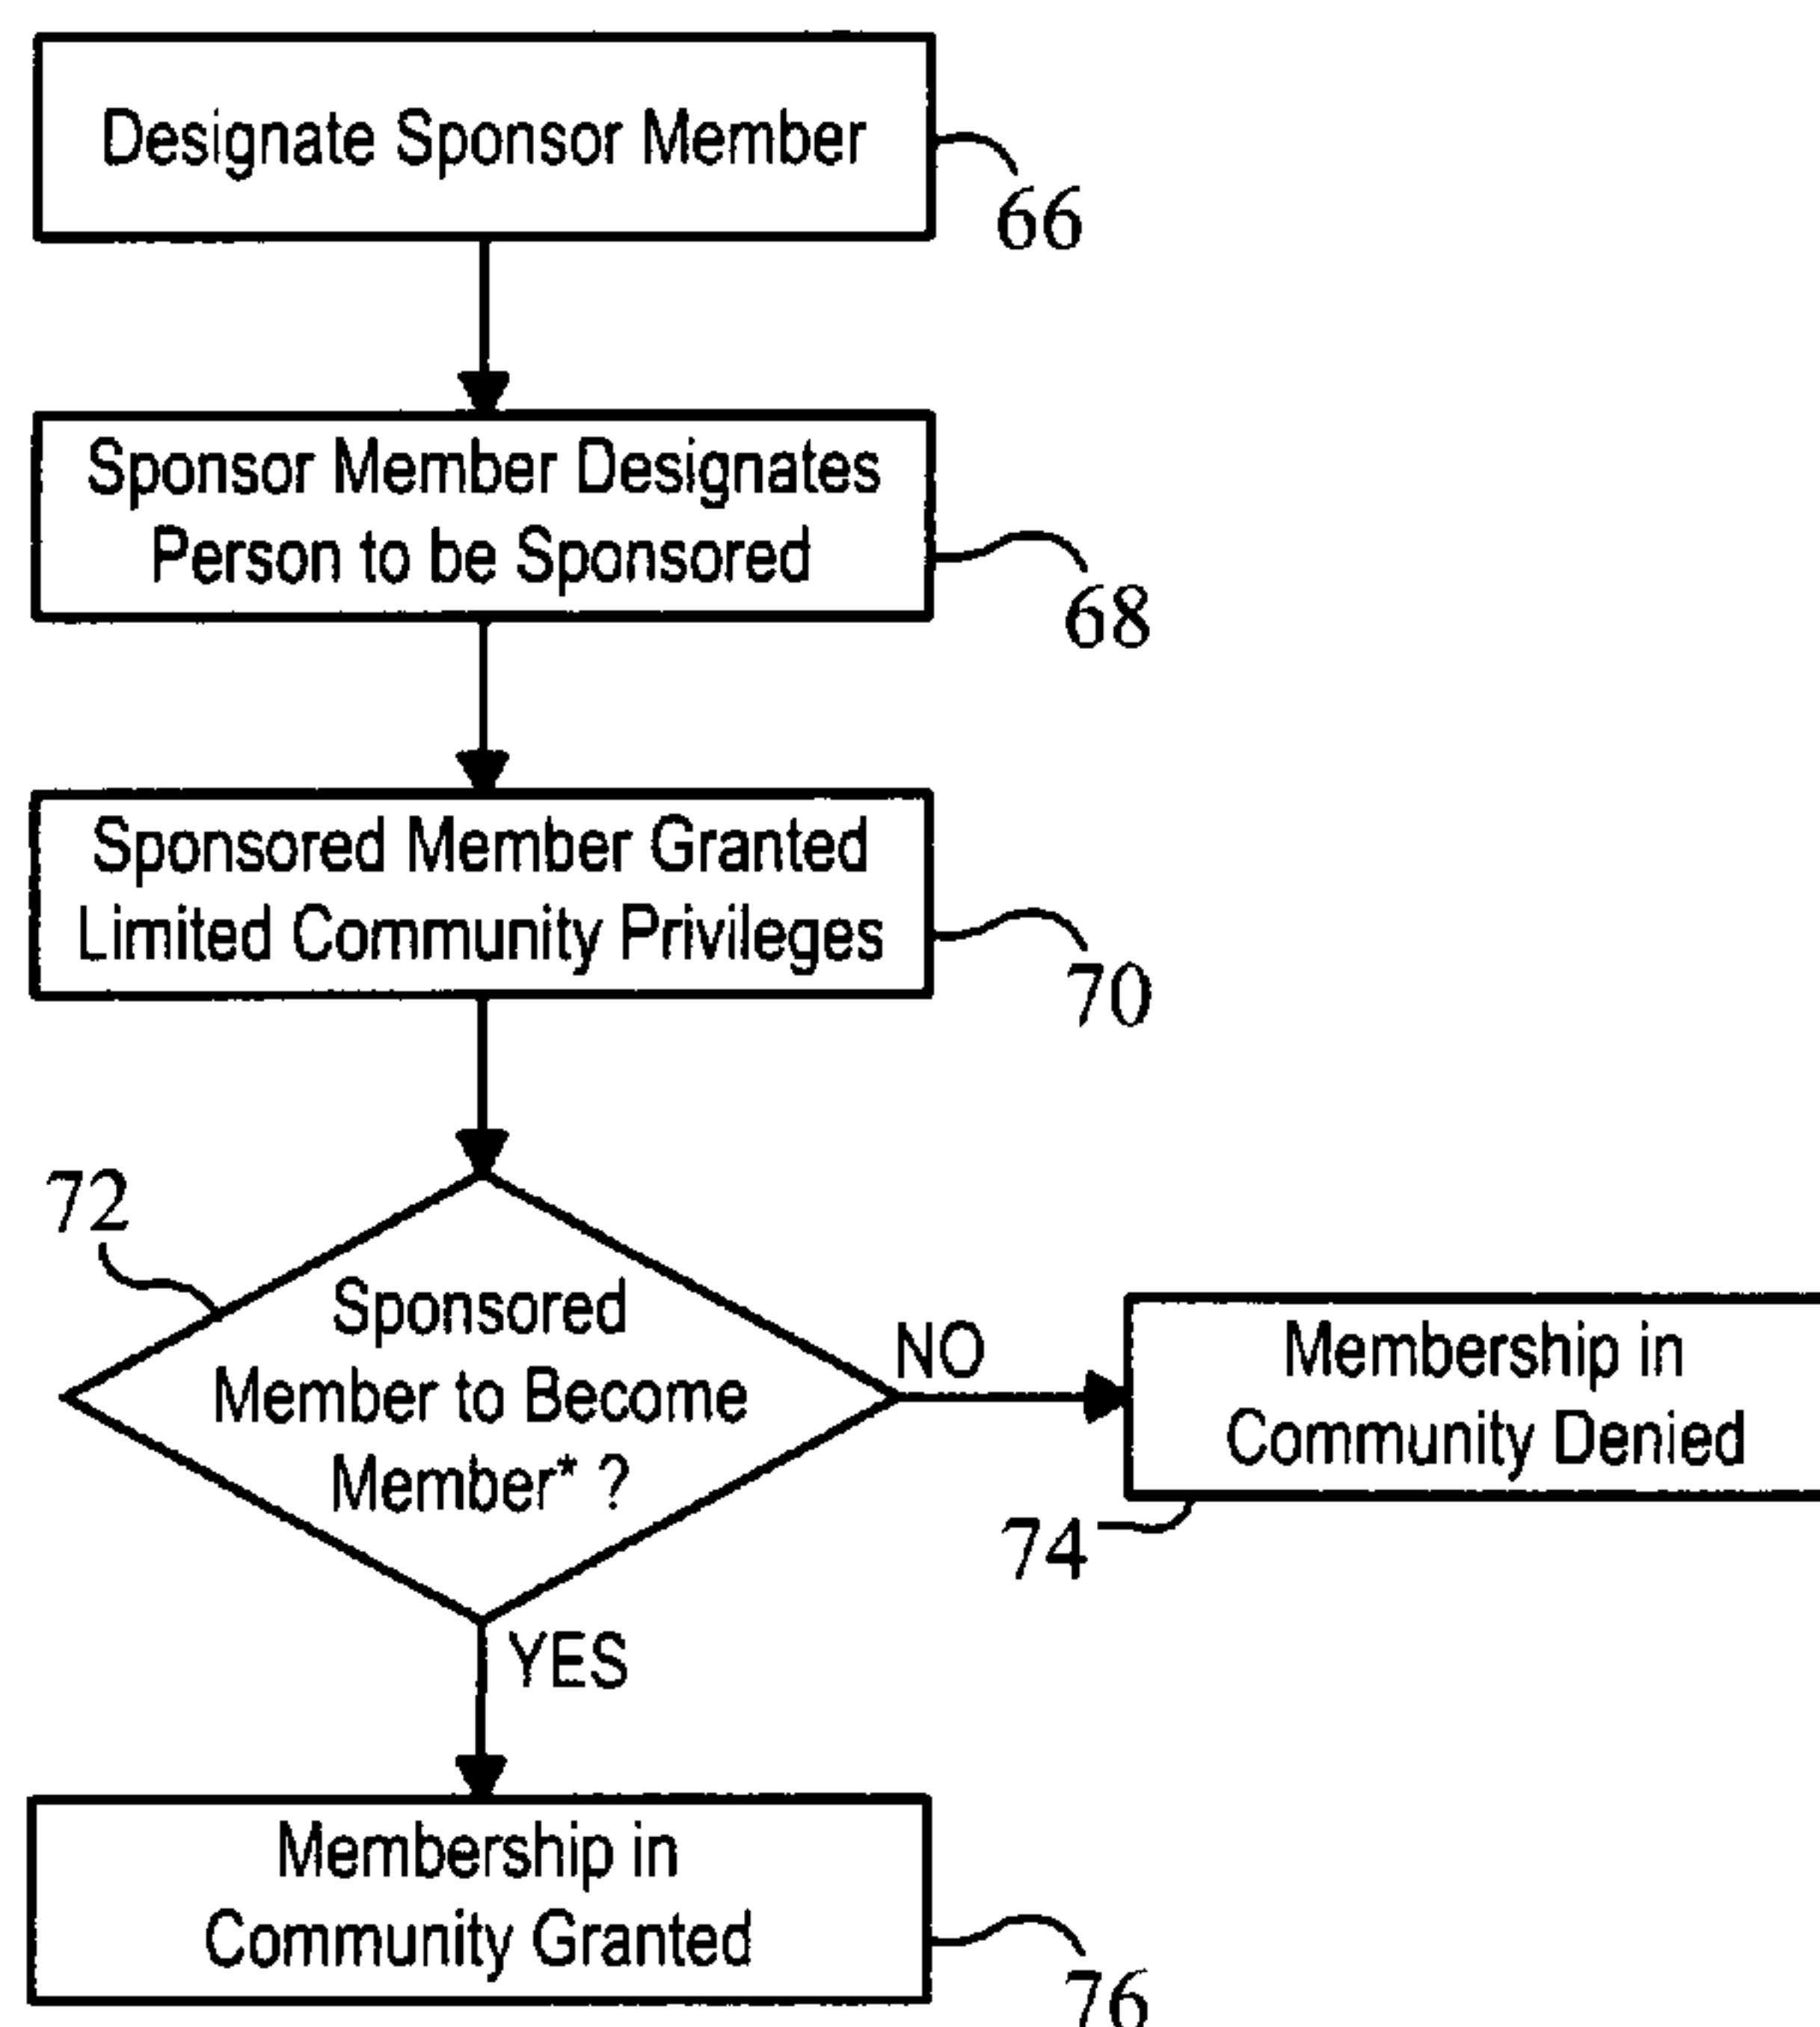 Designate Sponsor Member
66
Sponsor Member Designates
Person to be Sponsored
68
Sponsored Member Granted
Limited Community Privileges
70
72
Sponsored
Member to Become
Member* ?
NO
Membership in
Community Denied
74
YES
Membership in
Community Granted
76